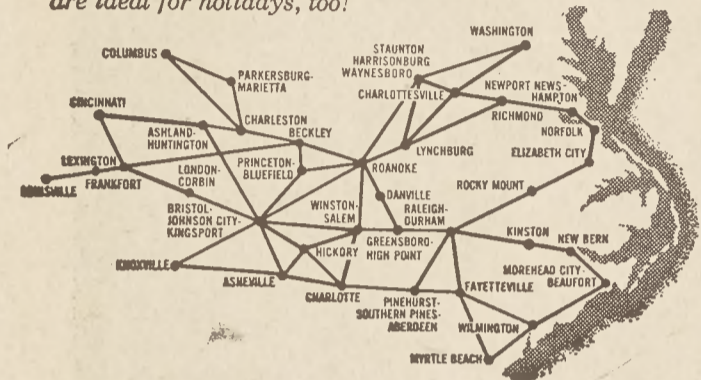 are ideal for holidays, too!
WASHINGTON
COLUMBUS
STAUNTON
HARRISONBURG
WAYNESBORO
PARKERSBURG-
MARIETTA
CHARLOTTESVILLE
NEWPORT NEWS-
HAMPTON
CINCINNATI
RICHMOND
CHARLESTON
NORFOLK
ASHLAND-
HUNTINGTON
BECKLEY
LYNCHBURG
ELIZABETH CITY
LEXINGTON
PRINCETON-
BLUEFIELD
ROANOKE
LONDON-
CORBIN
FRANKFORT
LOUISVILLE
ROCKY MOUNT
DANVILLE
BRISTOL-
JOHNSON CITY-
KINGSPORT
WINSTON-
SALEM
RALEIGH-
DURHAM
KINSTON
GREENSBORO-
HIGH POINT
NEW BERN
HICKORY
KNOXVILLE
MOREHEAD CITY-
BEAUFORT
ASHEVILLE
CHARLOTTE
FAYETTEVILLE
PINEHURST-
SOUTHERN PINES-
ABERDEEN
WILMINGTON
MYRTLE BEACH